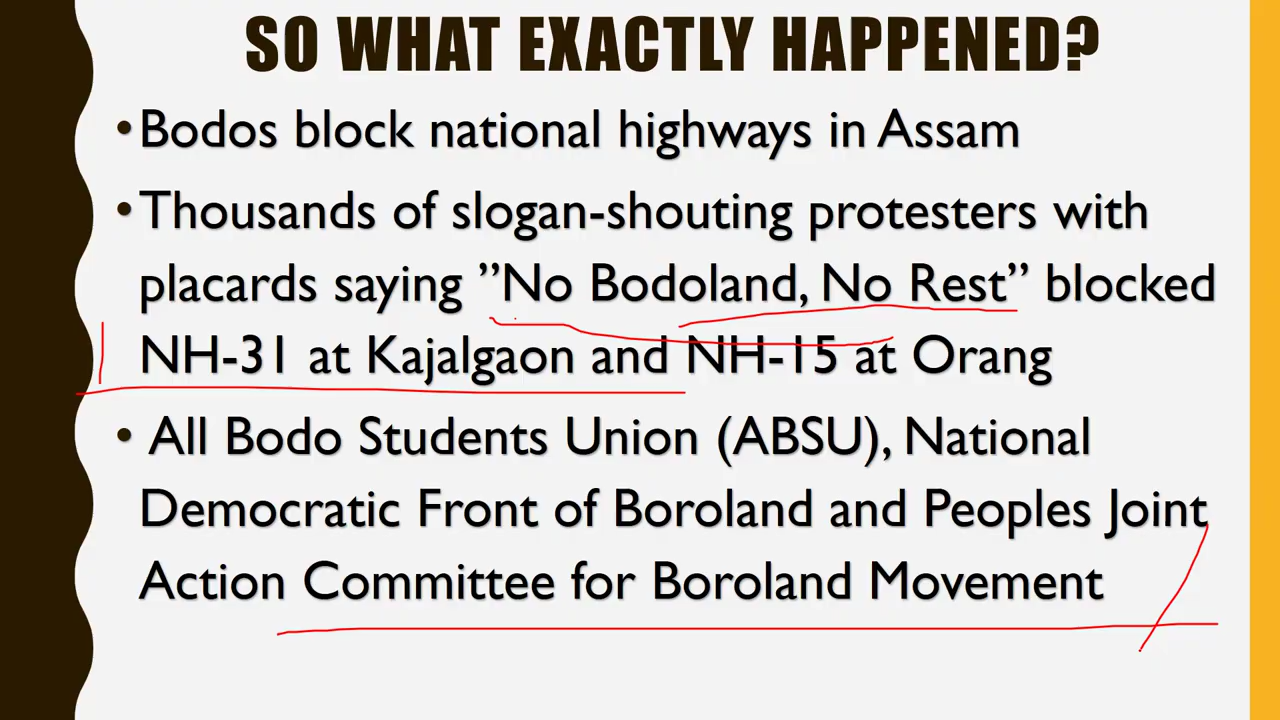 SO WHAT EXACTLY HAPPENED?
•Bodos block national highways in Assam
•Thousands of slogan-shouting protesters with
placards saying ”No Bodoland, No Rest” blocked
NH-31 at Kajalgaon and NH-15 at Orang
• All Bodo Students Union (ABSU), National
Democratic Front of Boroland and Peoples Joint
Action Committee for Boroland Movement